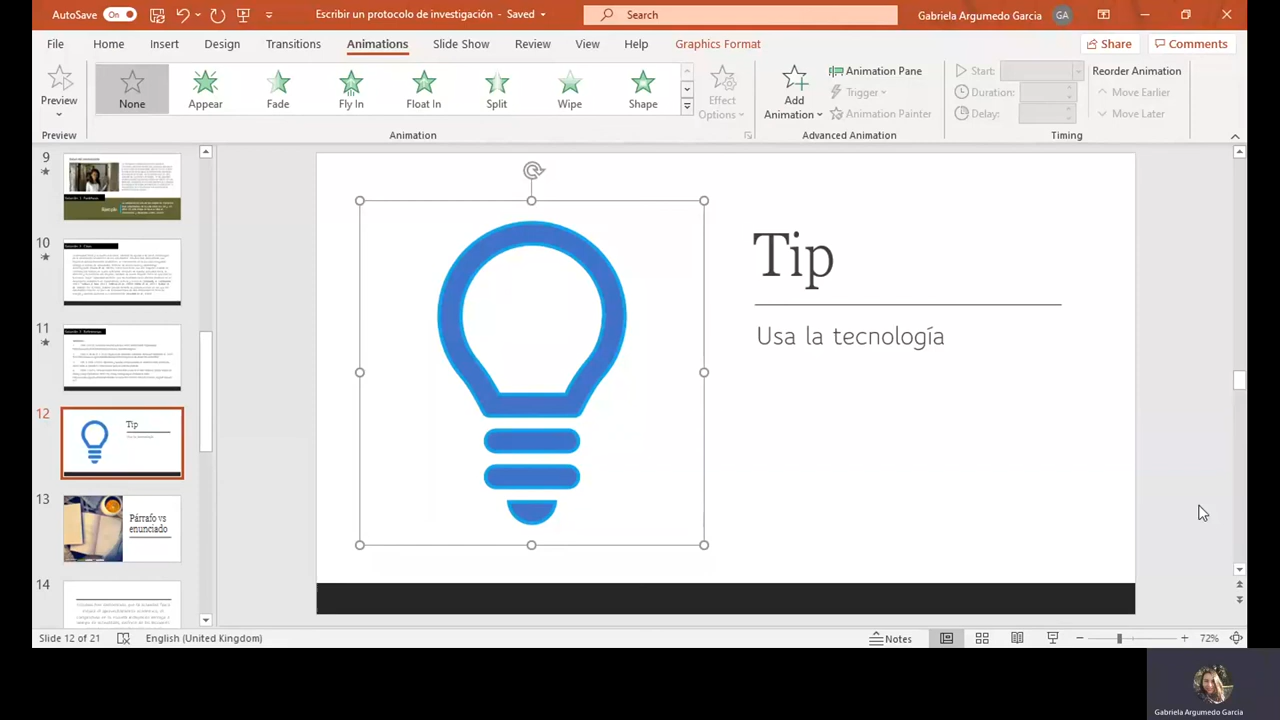 AutoSave On Escribir un protocolo de investigación - Saved Search Gabriela Argumedo Garcia GA
File Home Insert Design Transitions Animations Slide Show Review View Help Graphics Format Share Comments
Preview None Appear Fade Fly In Float In Split Wipe Shape Effect Options Add Animation Animation Pane Trigger Animation Painter Start: Duration: Delay: Reorder Animation Move Earlier Move Later
Preview Animation Advanced Animation Timing
9
Ejemplo
10
11
12
Tip
13
Párrafo vs
enunciado
14
Tip
Usa la tecnología
Slide 12 of 21 English (United Kingdom) Notes 72%
Gabriela Argumedo Garcia